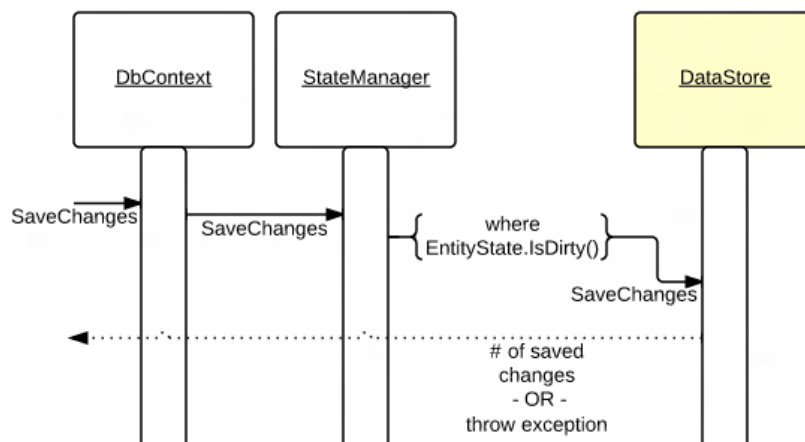 DbContext
StateManager
DataStore
SaveChanges
SaveChanges
where
EntityState.IsDirty()
SaveChanges
# of saved
changes
- OR -
throw exception